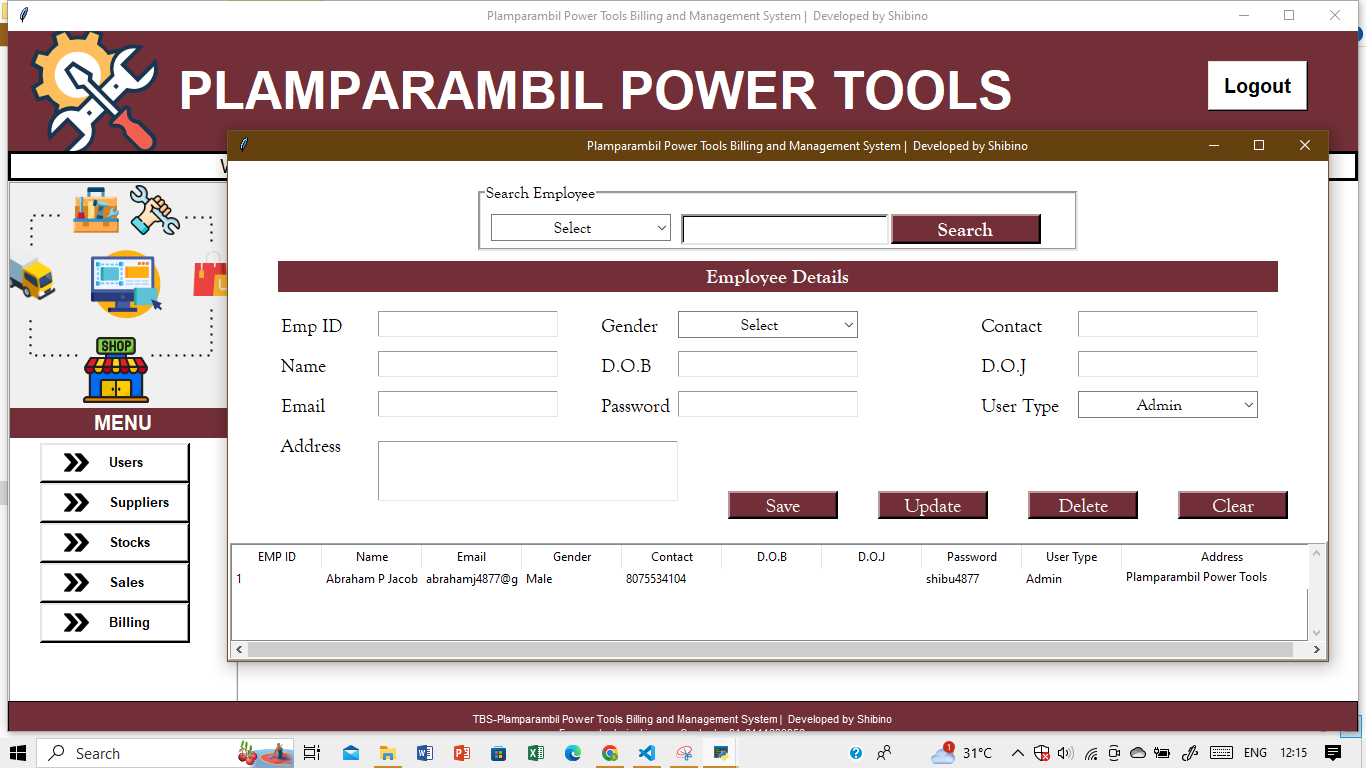 Plamparambil Power Tools Billing and Management System | Developed by Shibino
PLAMPARAMBIL POWER TOOLS
Logout
Plamparambil Power Tools Billing and Management System | Developed by Shibino
Search Employee
Select
Search
Employee Details
Emp ID
Gender
Select
Contact
Name
D.O.B
D.O.J
Email
Password
User Type
Admin
Address
Save
Update
Delete
Clear
EMP ID Name Email Gender Contact D.O.B D.O.J Password User Type Address
1 Abraham P Jacob abrahamj4877@g Male 8075534104 shibu4877 Admin Plamparambil Power Tools
SHOP
MENU
Users
Suppliers
Stocks
Sales
Billing
TBS-Plamparambil Power Tools Billing and Management System | Developed by Shibino
Search
1
31°C
ENG
12:15